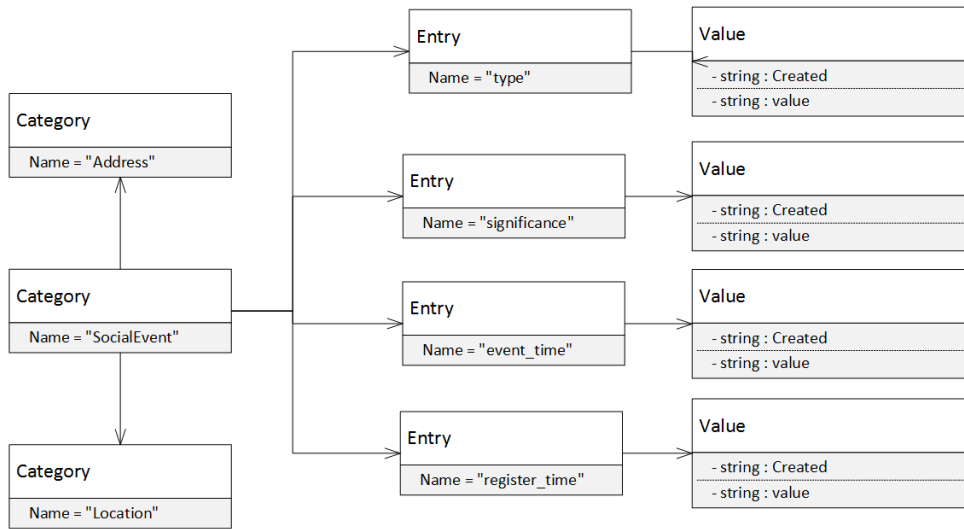 Entry
Name = "type"
Value
- string : Created
- string : value
Category
Name = "Address"
Entry
Name = "significance"
Value
- string : Created
- string : value
Category
Name = "SocialEvent"
Entry
Name = "event_time"
Value
- string : Created
- string : value
Category
Name = "Location"
Entry
Name = "register_time"
Value
- string : Created
- string : value